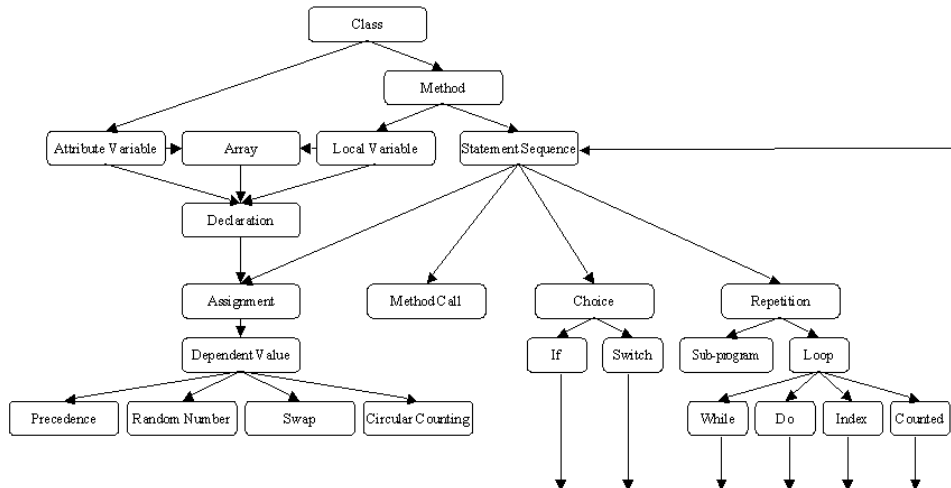 Class
Method
Attribute Variable
Array
Local Variable
Statement Sequence
Declaration
Assignment
Method Call
Choice
Repetition
Dependent Value
If
Switch
Sub-program
Loop
Precedence
Random Number
Swap
Circular Counting
While
Do
Index
Counted